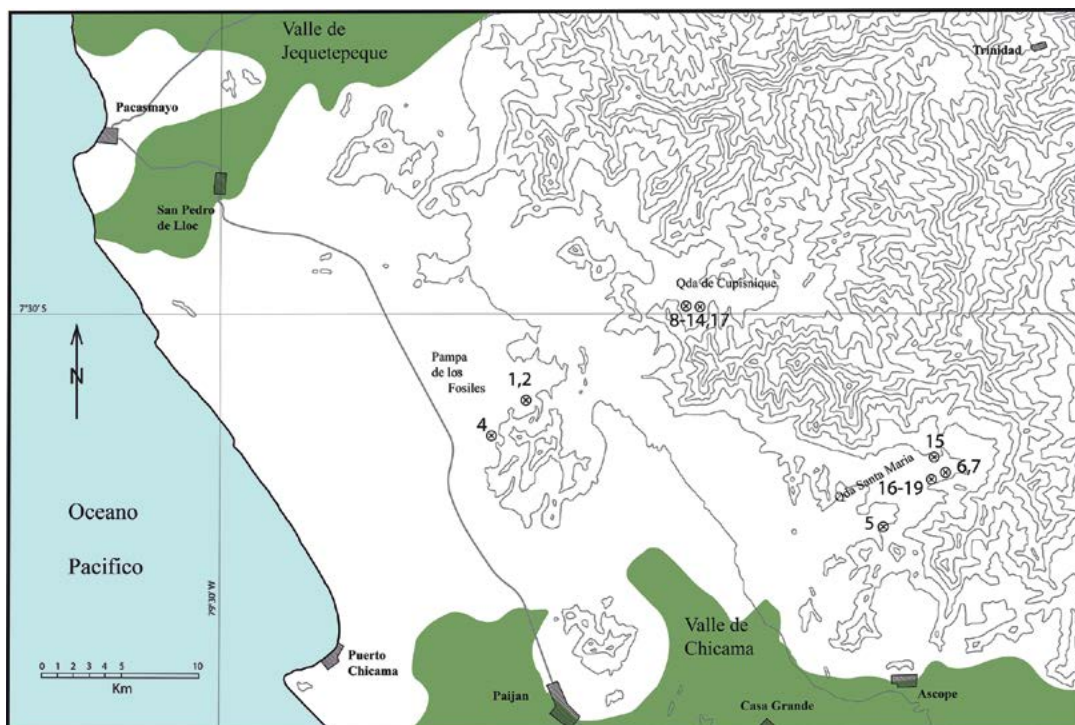 Valle de
Jequetepeque
Trinidad
Pacasmayo
San Pedro
de Lloc
Qda de Cupisnique
7°30' S
8-14,17
N
Pampa
de los
Fosiles
1,2
4
15
Qda Santa Maria
6,7
16-19
5
Oceano
Pacifico
79°30' W
Valle de
Chicama
Puerto
Chicama
0 1 2 3 4 5 10
Km
Paijan
Ascope
Casa Grande